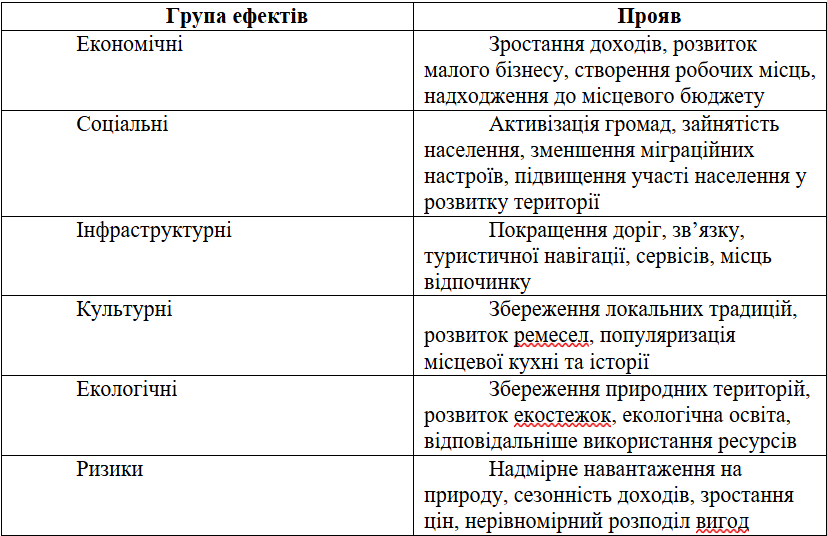 Група ефектів
Прояв
Економічні
Зростання доходів, розвиток
малого бізнесу, створення робочих місць,
надходження до місцевого бюджету
Соціальні
Активізація громад, зайнятість
населення, зменшення міграційних
настроїв, підвищення участі населення у
розвитку території
Інфраструктурні
Покращення доріг, зв’язку,
туристичної навігації, сервісів, місць
відпочинку
Культурні
Збереження локальних традицій,
розвиток ремесел, популяризація
місцевої кухні та історії
Екологічні
Збереження природних територій,
розвиток екостежок, екологічна освіта,
відповідальніше використання ресурсів
Ризики
Надмірне навантаження на
природу, сезонність доходів, зростання
цін, нерівномірний розподіл вигод